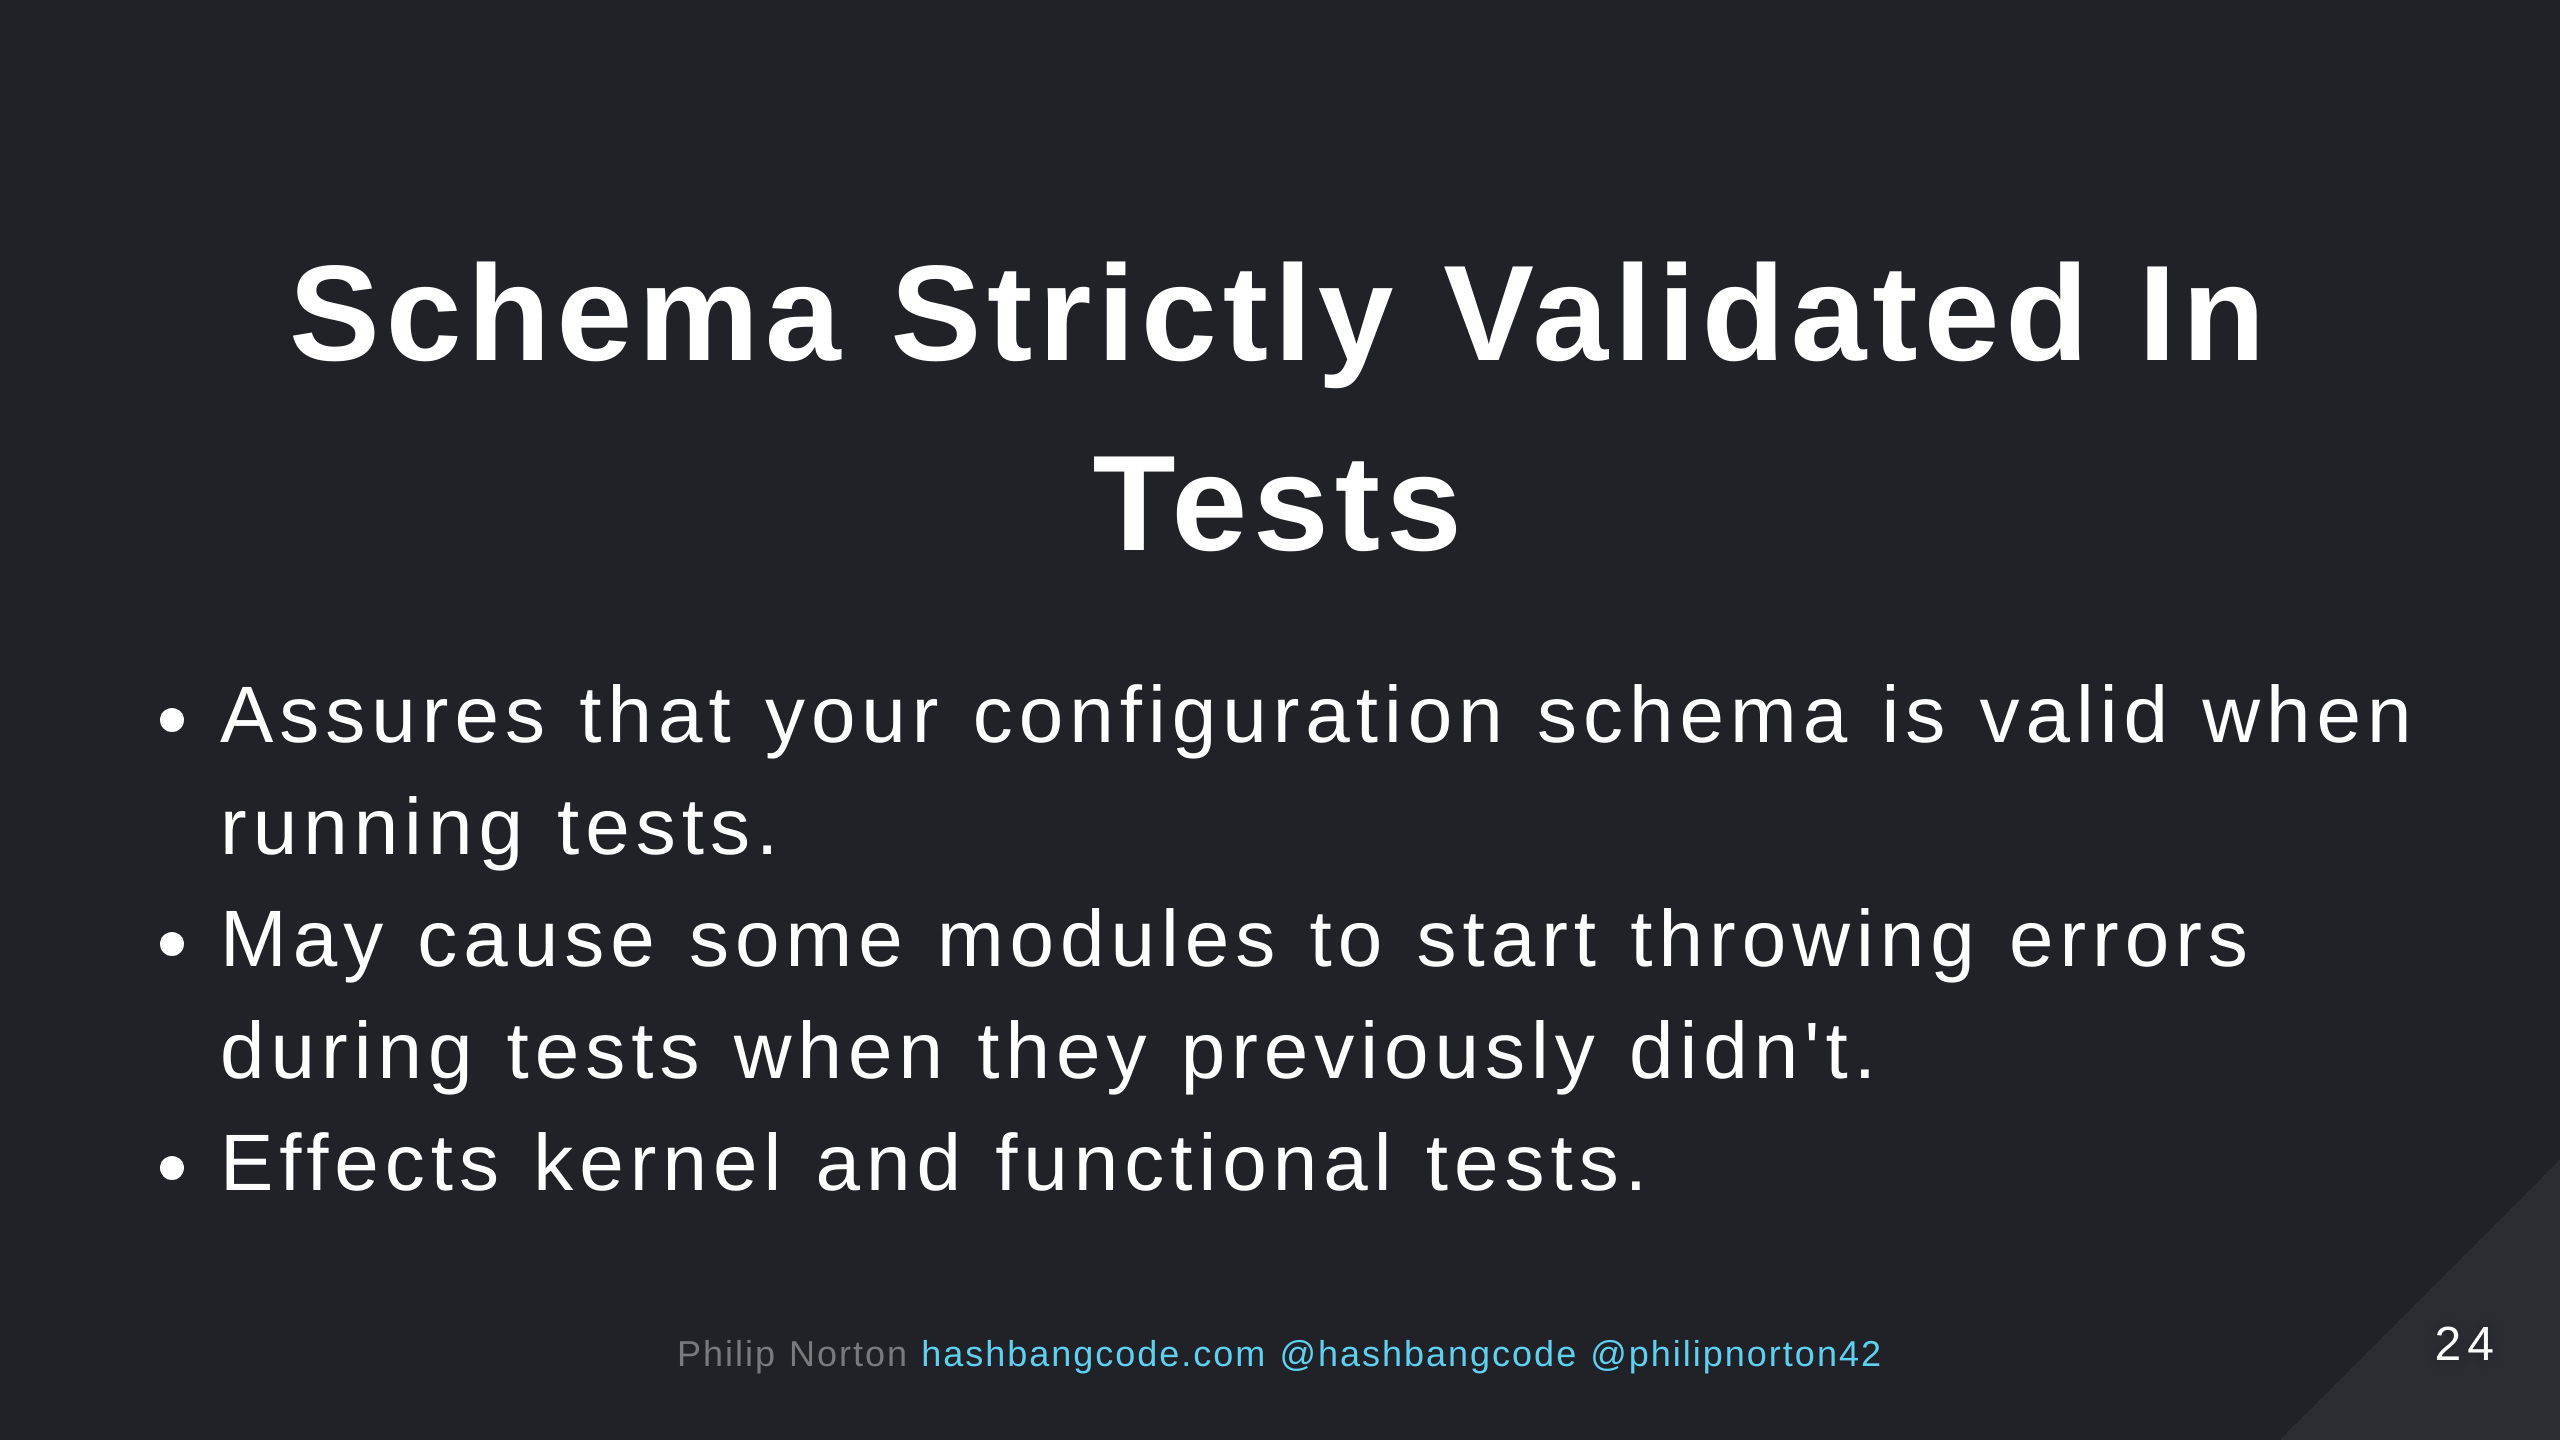 Schema Strictly Validated In
Tests
• Assures that your configuration schema is valid when
running tests.
• May cause some modules to start throwing errors
during tests when they previously didn't.
• Effects kernel and functional tests.
Philip Norton hashbangcode.com @hashbangcode @philipnorton42
24